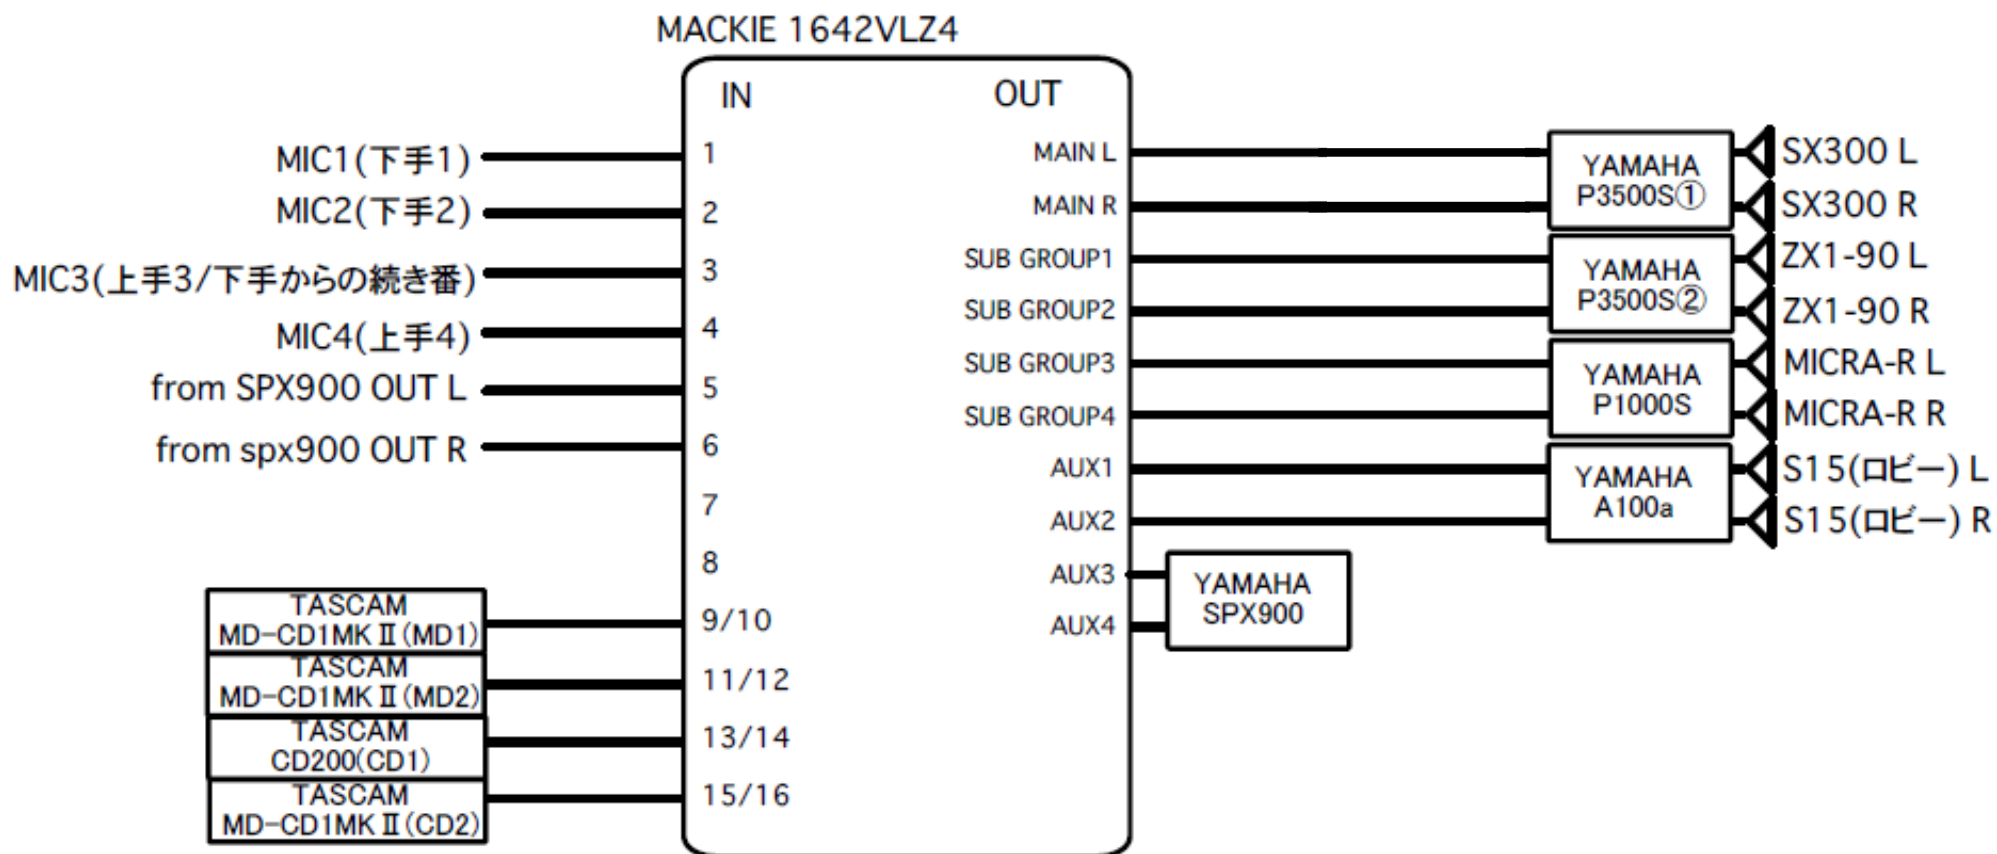 MACKIE 1642VLZ4
IN
OUT
MIC1(下手1)
MIC2(下手2)
MIC3(上手3/下手からの続き番)
MIC4(上手4)
from SPX900 OUT L
from spx900 OUT R
TASCAM
MD-CD1MKⅡ(MD1)
TASCAM
MD-CD1MKⅡ(MD2)
TASCAM
CD200(CD1)
TASCAM
MD-CD1MKⅡ(CD2)
1
2
3
4
5
6
7
8
9/10
11/12
13/14
15/16
MAIN L
MAIN R
SUB GROUP1
SUB GROUP2
SUB GROUP3
SUB GROUP4
AUX1
AUX2
AUX3
AUX4
YAMAHA
P3500S①
YAMAHA
P3500S②
YAMAHA
P1000S
YAMAHA
A100a
YAMAHA
SPX900
SX300 L
SX300 R
ZX1-90 L
ZX1-90 R
MICRA-R L
MICRA-R R
S15(ロビー) L
S15(ロビー) R